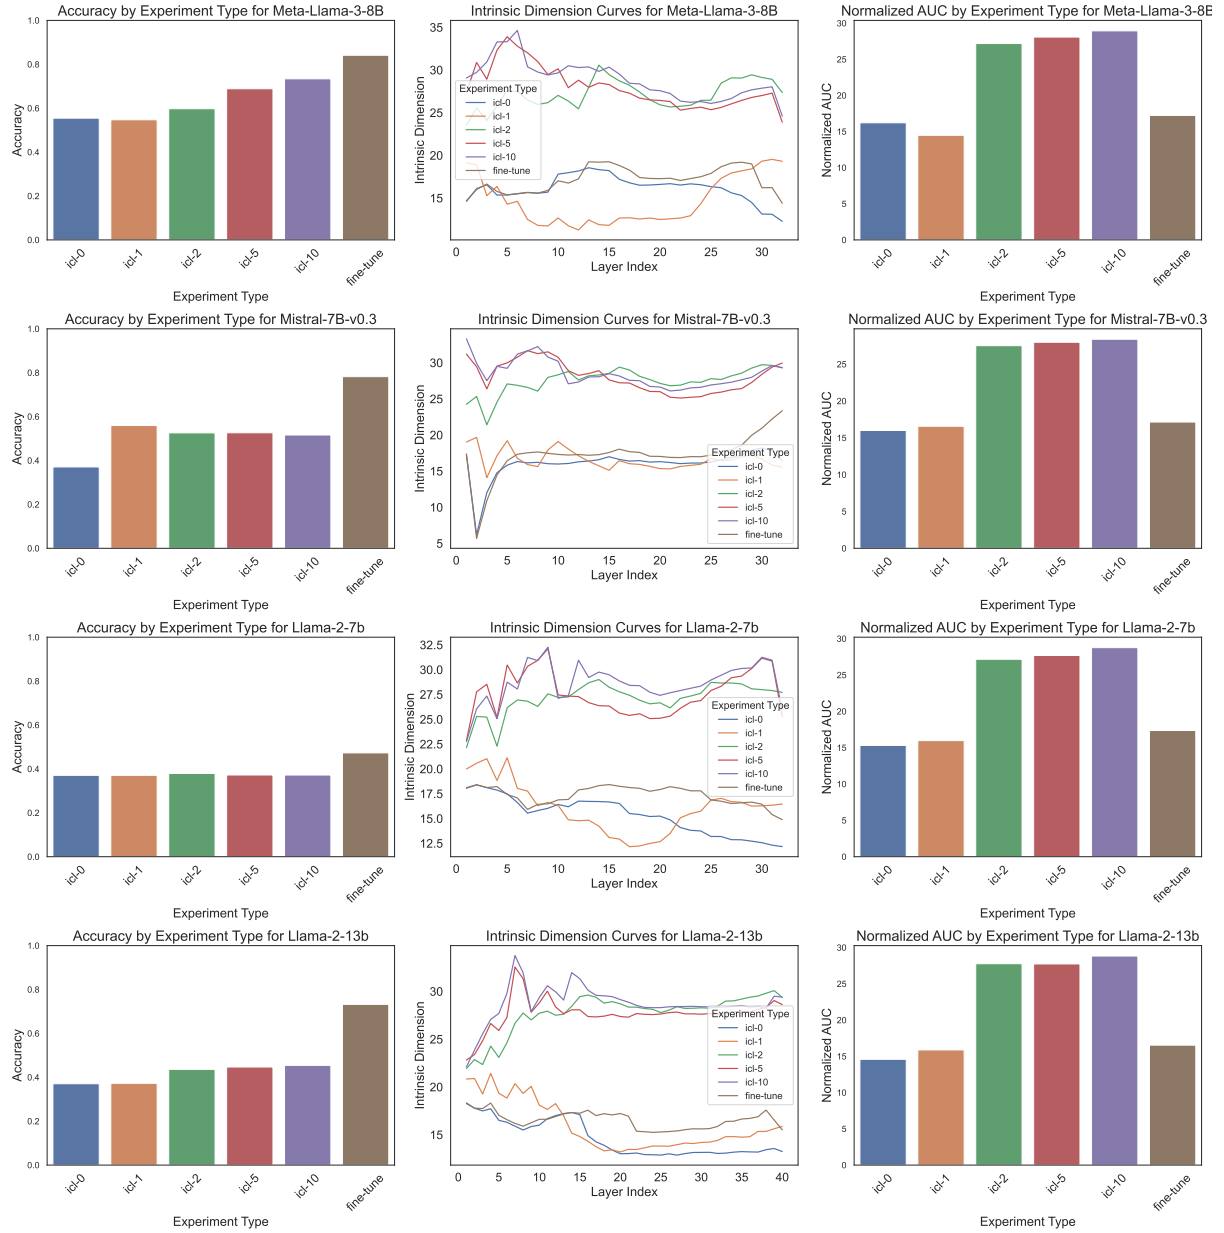 Accuracy by Experiment Type for Meta-Llama-3-8B
1.0
0.8
0.6
0.4
0.2
0.0
Accuracy
icl-0
icl-1
icl-2
icl-5
icl-10
fine-tune
Experiment Type
Intrinsic Dimension Curves for Meta-Llama-3-8B
35
30
25
20
15
Intrinsic Dimension
Experiment Type
icl-0
icl-1
icl-2
icl-5
icl-10
fine-tune
0
5
10
15
20
25
30
Layer Index
Normalized AUC by Experiment Type for Meta-Llama-3-8B
30
25
20
15
10
5
0
Normalized AUC
icl-0
icl-1
icl-2
icl-5
icl-10
fine-tune
Experiment Type
Accuracy by Experiment Type for Mistral-7B-v0.3
1.0
0.8
0.6
0.4
0.2
0.0
Accuracy
icl-0
icl-1
icl-2
icl-5
icl-10
fine-tune
Experiment Type
Intrinsic Dimension Curves for Mistral-7B-v0.3
30
25
20
15
10
5
Intrinsic Dimension
Experiment Type
icl-0
icl-1
icl-2
icl-5
icl-10
fine-tune
0
5
10
15
20
25
30
Layer Index
Normalized AUC by Experiment Type for Mistral-7B-v0.3
25
20
15
10
5
0
Normalized AUC
icl-0
icl-1
icl-2
icl-5
icl-10
fine-tune
Experiment Type
Accuracy by Experiment Type for Llama-2-7b
1.0
0.8
0.6
0.4
0.2
0.0
Accuracy
icl-0
icl-1
icl-2
icl-5
icl-10
fine-tune
Experiment Type
Intrinsic Dimension Curves for Llama-2-7b
32.5
30.0
27.5
25.0
22.5
20.0
17.5
15.0
12.5
Intrinsic Dimension
Experiment Type
icl-0
icl-1
icl-2
icl-5
icl-10
fine-tune
0
5
10
15
20
25
30
Layer Index
Normalized AUC by Experiment Type for Llama-2-7b
30
25
20
15
10
5
0
Normalized AUC
icl-0
icl-1
icl-2
icl-5
icl-10
fine-tune
Experiment Type
Accuracy by Experiment Type for Llama-2-13b
1.0
0.8
0.6
0.4
0.2
0.0
Accuracy
icl-0
icl-1
icl-2
icl-5
icl-10
fine-tune
Experiment Type
Intrinsic Dimension Curves for Llama-2-13b
30
25
20
15
Intrinsic Dimension
Experiment Type
icl-0
icl-1
icl-2
icl-5
icl-10
fine-tune
0
5
10
15
20
25
30
35
40
Layer Index
Normalized AUC by Experiment Type for Llama-2-13b
30
25
20
15
10
5
0
Normalized AUC
icl-0
icl-1
icl-2
icl-5
icl-10
fine-tune
Experiment Type